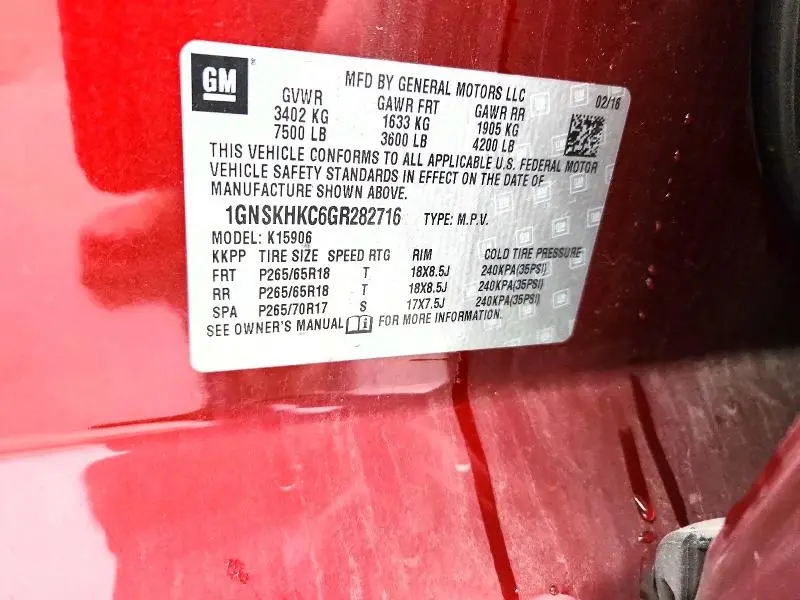 GM
MFD BY GENERAL MOTORS LLC
02/16
GVWR GAWR FRT GAWR RR
3402 KG 1633 KG 1905 KG
7500 LB 3600 LB 4200 LB
THIS VEHICLE CONFORMS TO ALL APPLICABLE U.S. FEDERAL MOTOR
VEHICLE SAFETY STANDARDS IN EFFECT ON THE DATE OF
MANUFACTURE SHOWN ABOVE.
1GNSKHKC6GR282716 TYPE: M.P.V.
MODEL: K15906
KKPP TIRE SIZE SPEED RTG RIM COLD TIRE PRESSURE
FRT P265/65R18 T 18X8.5J 240KPA(35PSI)
RR P265/65R18 T 18X8.5J 240KPA(35PSI)
SPA P265/70R17 S 17X7.5J 240KPA(35PSI)
SEE OWNER'S MANUAL FOR MORE INFORMATION.